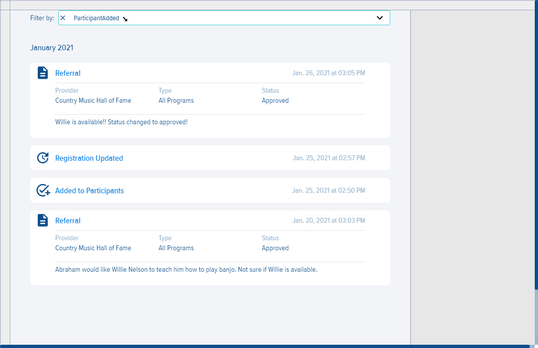 Filter by: × ParticipantAdded
January 2021
Referral Jan. 26, 2021 at 03:05 PM
Provider Type Status
Country Music Hall of Fame All Programs Approved
Willie is available!! Status changed to approved!
Registration Updated Jan. 25, 2021 at 02:57 PM
Added to Participants Jan. 25, 2021 at 02:50 PM
Referral Jan. 20, 2021 at 03:03 PM
Provider Type Status
Country Music Hall of Fame All Programs Approved
Abraham would like Willie Nelson to teach him how to play banjo. Not sure if Willie is available.